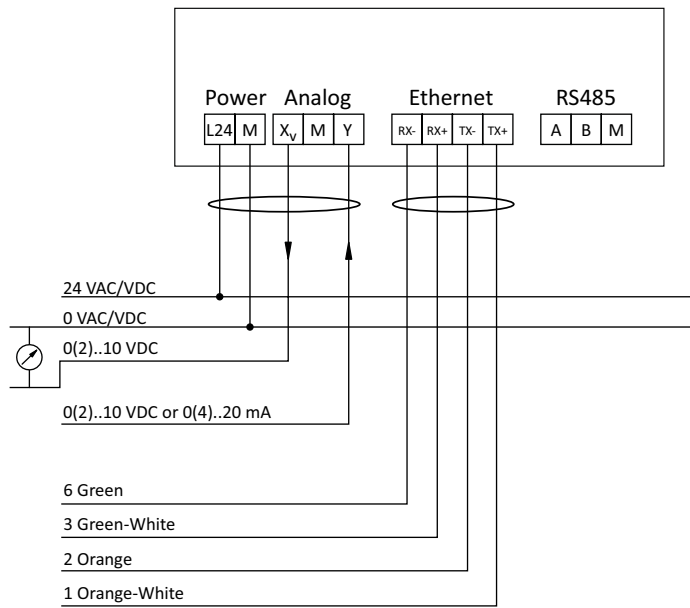 Power Analog Ethernet RS485
L24 M Xv M Y RX- RX+ TX- TX+ A B M
24 VAC/VDC
0 VAC/VDC
0(2)..10 VDC
0(2)..10 VDC or 0(4)..20 mA
6 Green
3 Green-White
2 Orange
1 Orange-White